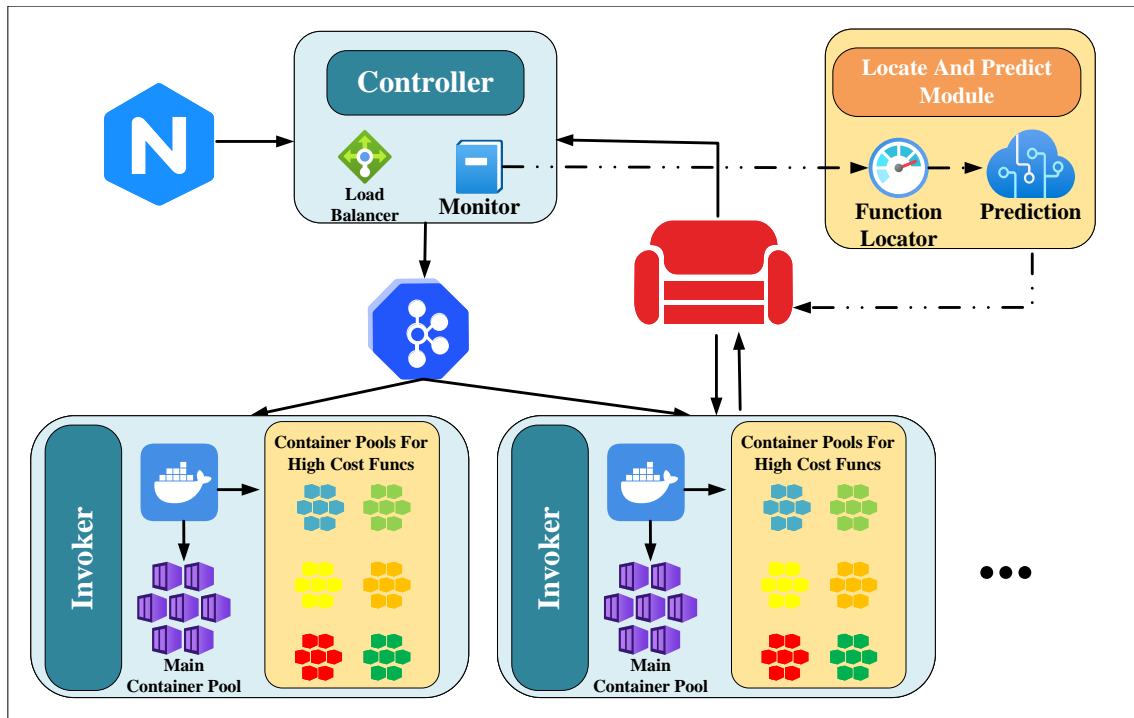 Controller
Load
Balancer
Monitor
Locate And Predict
Module
Function
Locator
Prediction
N
Invoker
Container Pools For
High Cost Funcs
Main
Container Pool
Invoker
Container Pools For
High Cost Funcs
Main
Container Pool